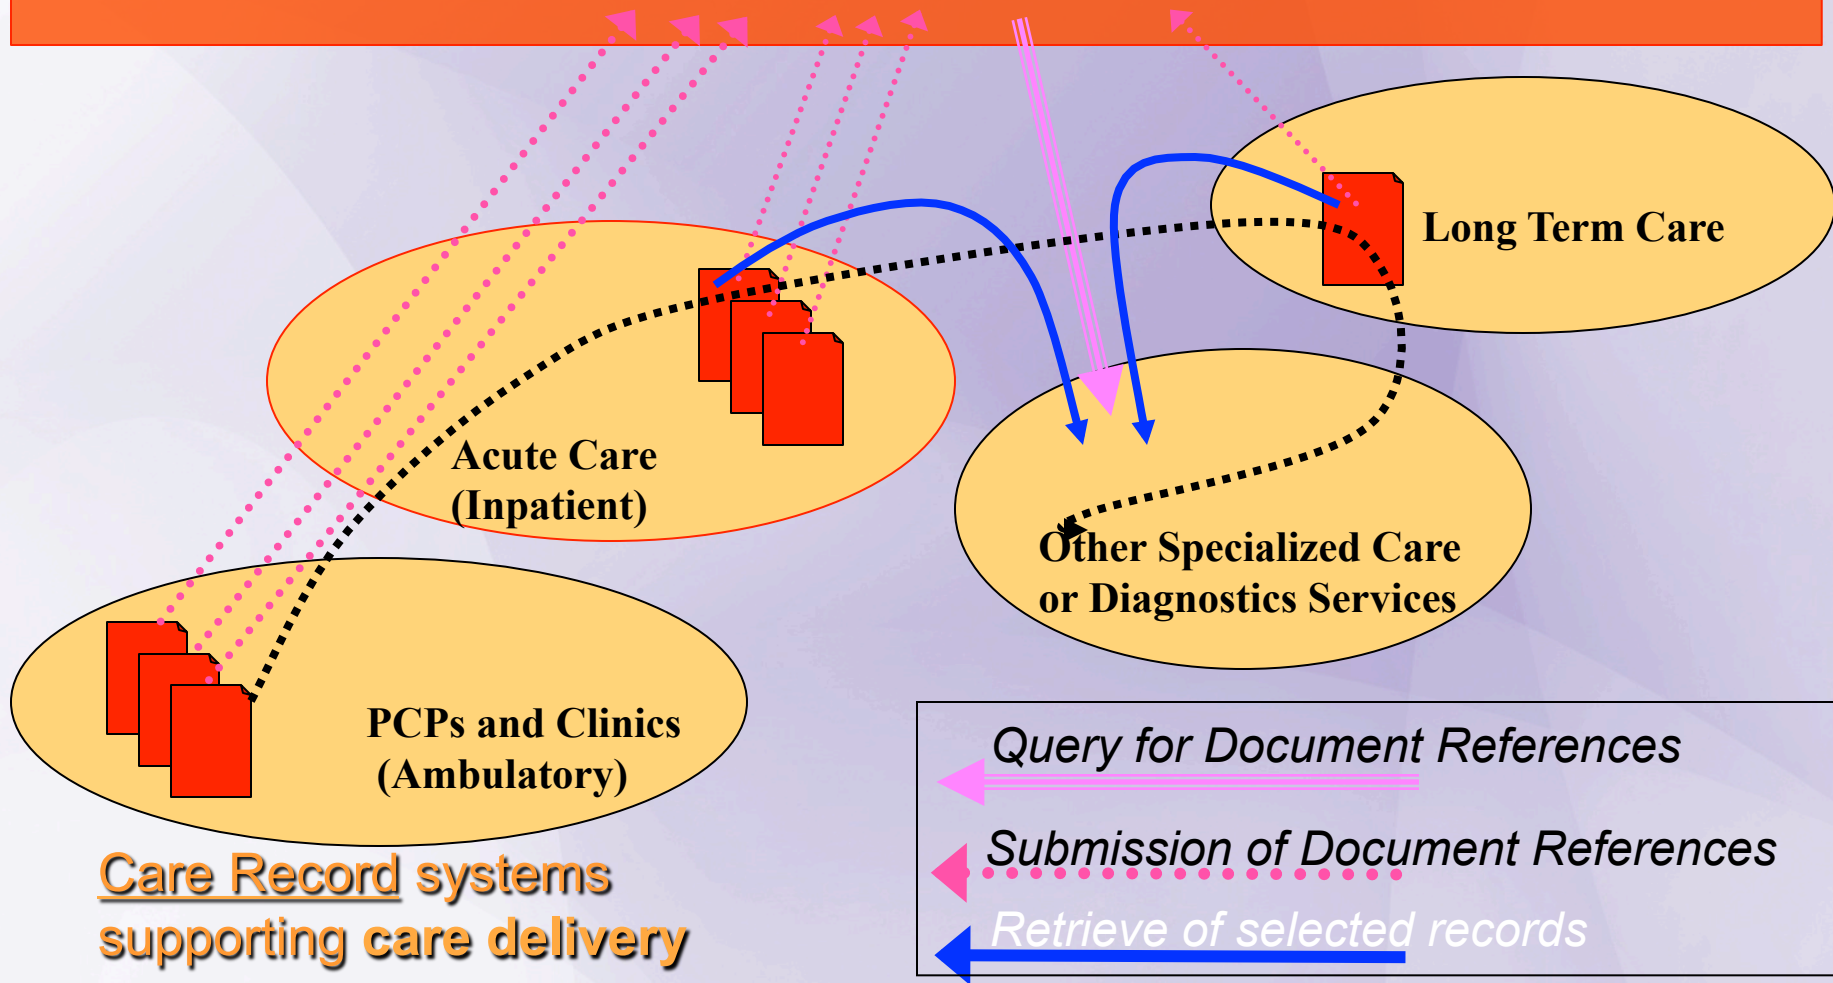 Long Term Care
Acute Care
(Inpatient)
Other Specialized Care
or Diagnostics Services
PCPs and Clinics
(Ambulatory)
Query for Document References
Submission of Document References
Retrieve of selected records
Care Record systems
supporting care delivery